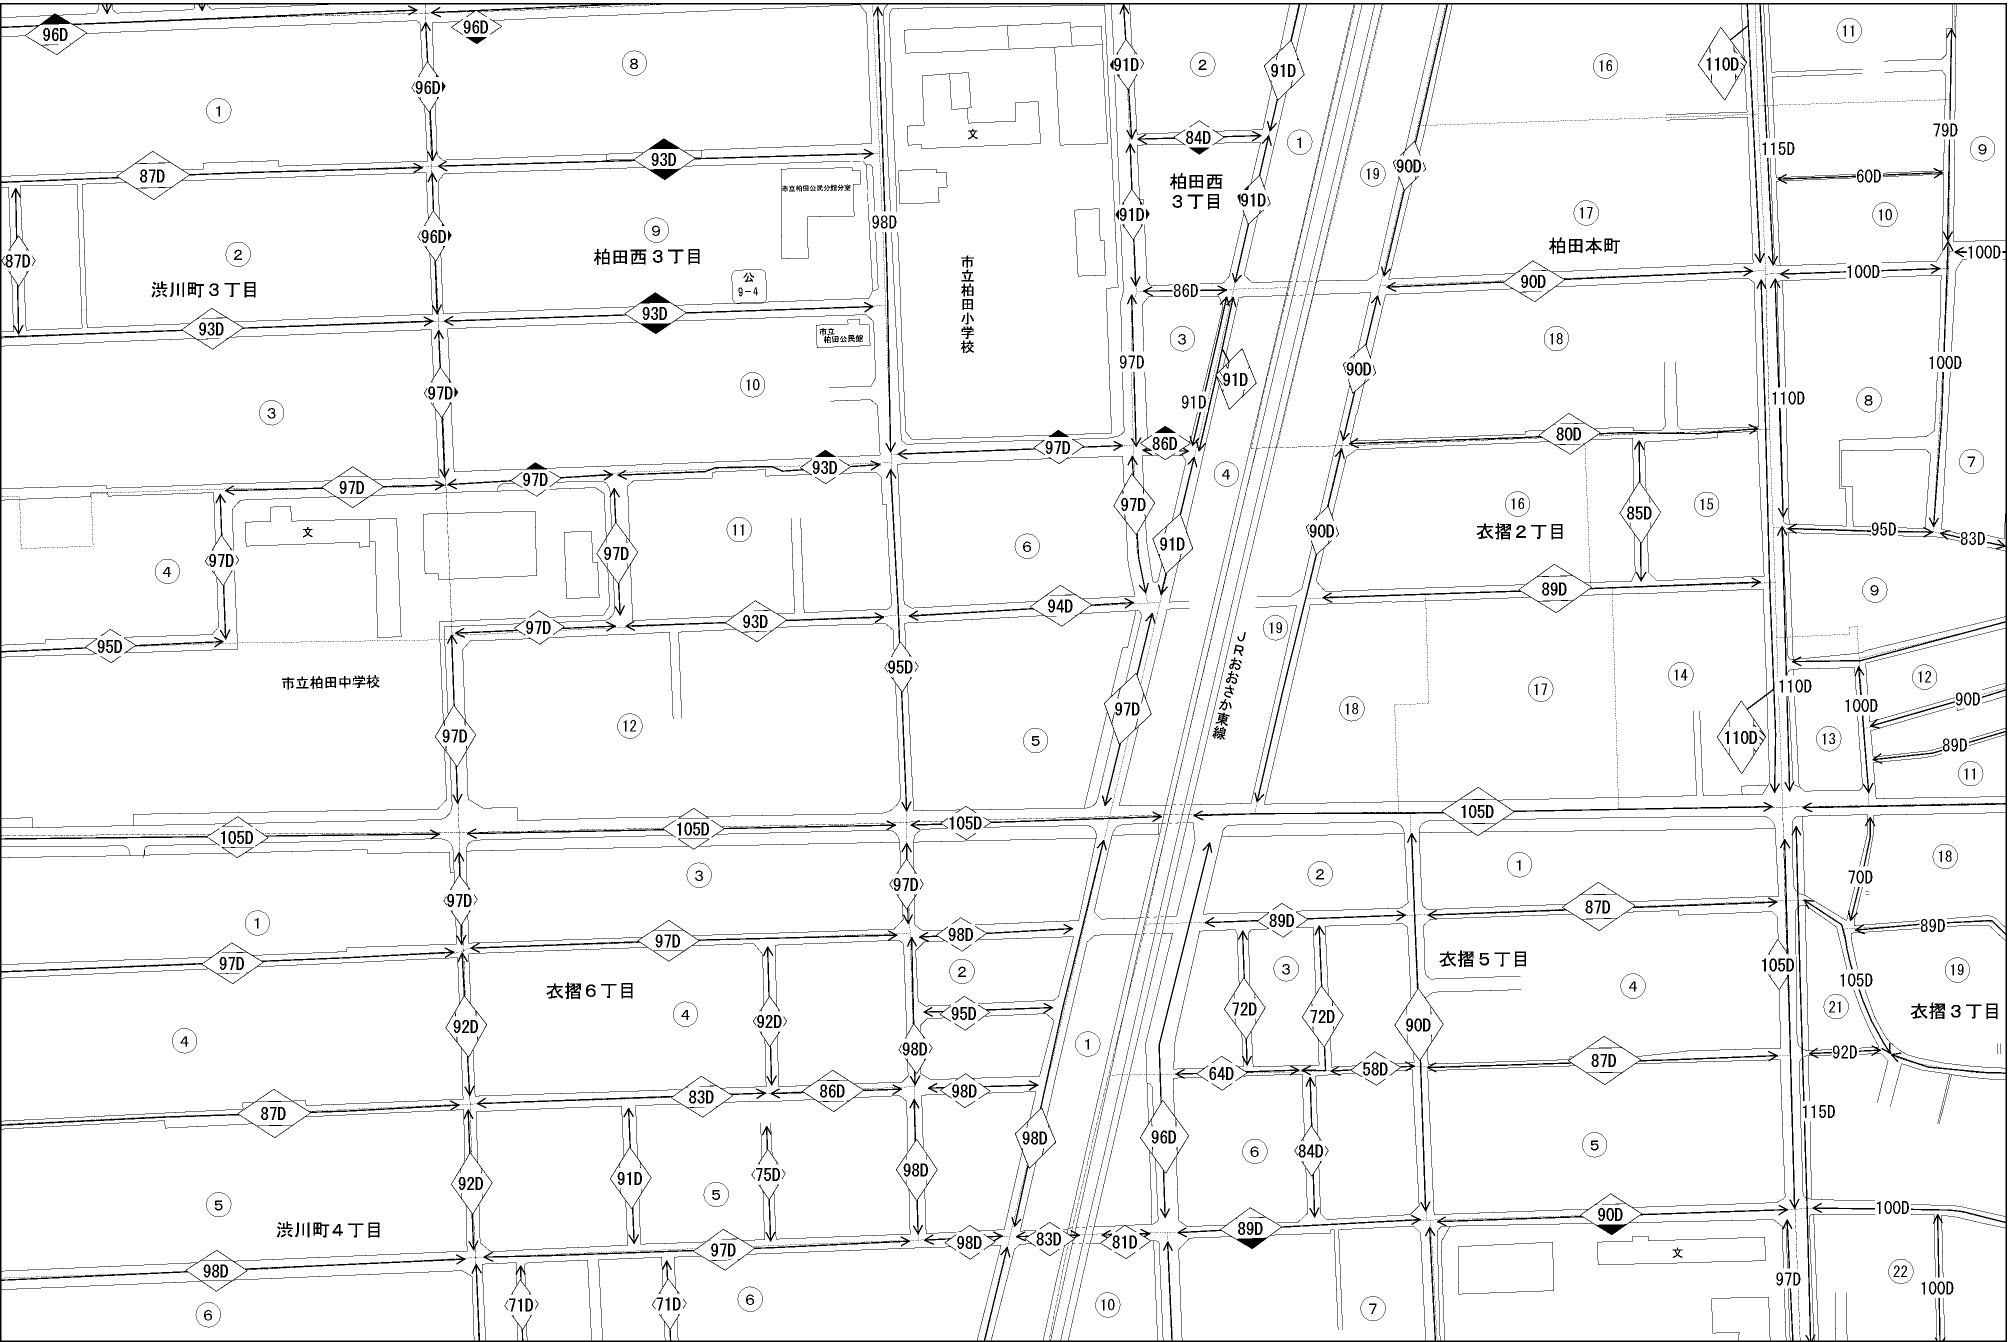 96D
96D
8
2
91D
91D
16
110D
11
1
96D
文
84D
1
79D
115D
9
87D
93D
市立柏田公民分館分室
柏田西
3丁目
19
90D
60D
98D
91D
91D
17
10
柏田本町
87D
2
96D
9
柏田西3丁目
公
9-4
市立柏田小学校
100D
渋川町3丁目
86D
90D
100D
93D
93D
市立
柏田公民館
3
18
97D
91D
90D
100D
3
97D
10
91D
110D
8
97D
86D
80D
7
97D
97D
93D
4
97D
16
15
85D
文
11
衣摺2丁目
90D
95D
83D
4
97D
97D
6
91D
89D
9
94D
97D
93D
19
95D
JRおおさか東線
95D
市立柏田中学校
97D
18
17
14
110D
12
100D
90D
12
97D
5
110D
13
89D
11
105D
105D
105D
105D
3
97D
97D
2
1
18
70D
1
97D
97D
98D
89D
87D
89D
2
3
衣摺5丁目
105D
105D
19
衣摺6丁目
4
92D
92D
95D
72D
72D
90D
4
21
衣摺3丁目
4
98D
1
92D
87D
83D
86D
98D
64D
58D
87D
115D
98D
96D
6
84D
5
5
92D
91D
5
75D
98D
渋川町4丁目
98D
97D
98D
83D
81D
89D
90D
100D
文
97D
22
100D
6
71D
71D
6
10
7